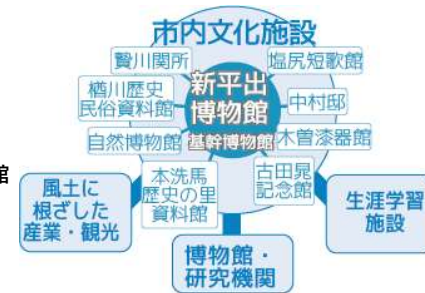 市内文化施設
贄川関所
塩尻短歌館
新平出
博物館
基幹博物館
楢川歴史
民俗資料館
中村邸
自然博物館
木曽漆器館
本洗馬
歴史の里
資料館
古田晁
記念館
館
風土に
根ざした
産業・観光
博物館・
研究機関
生涯学習
施設